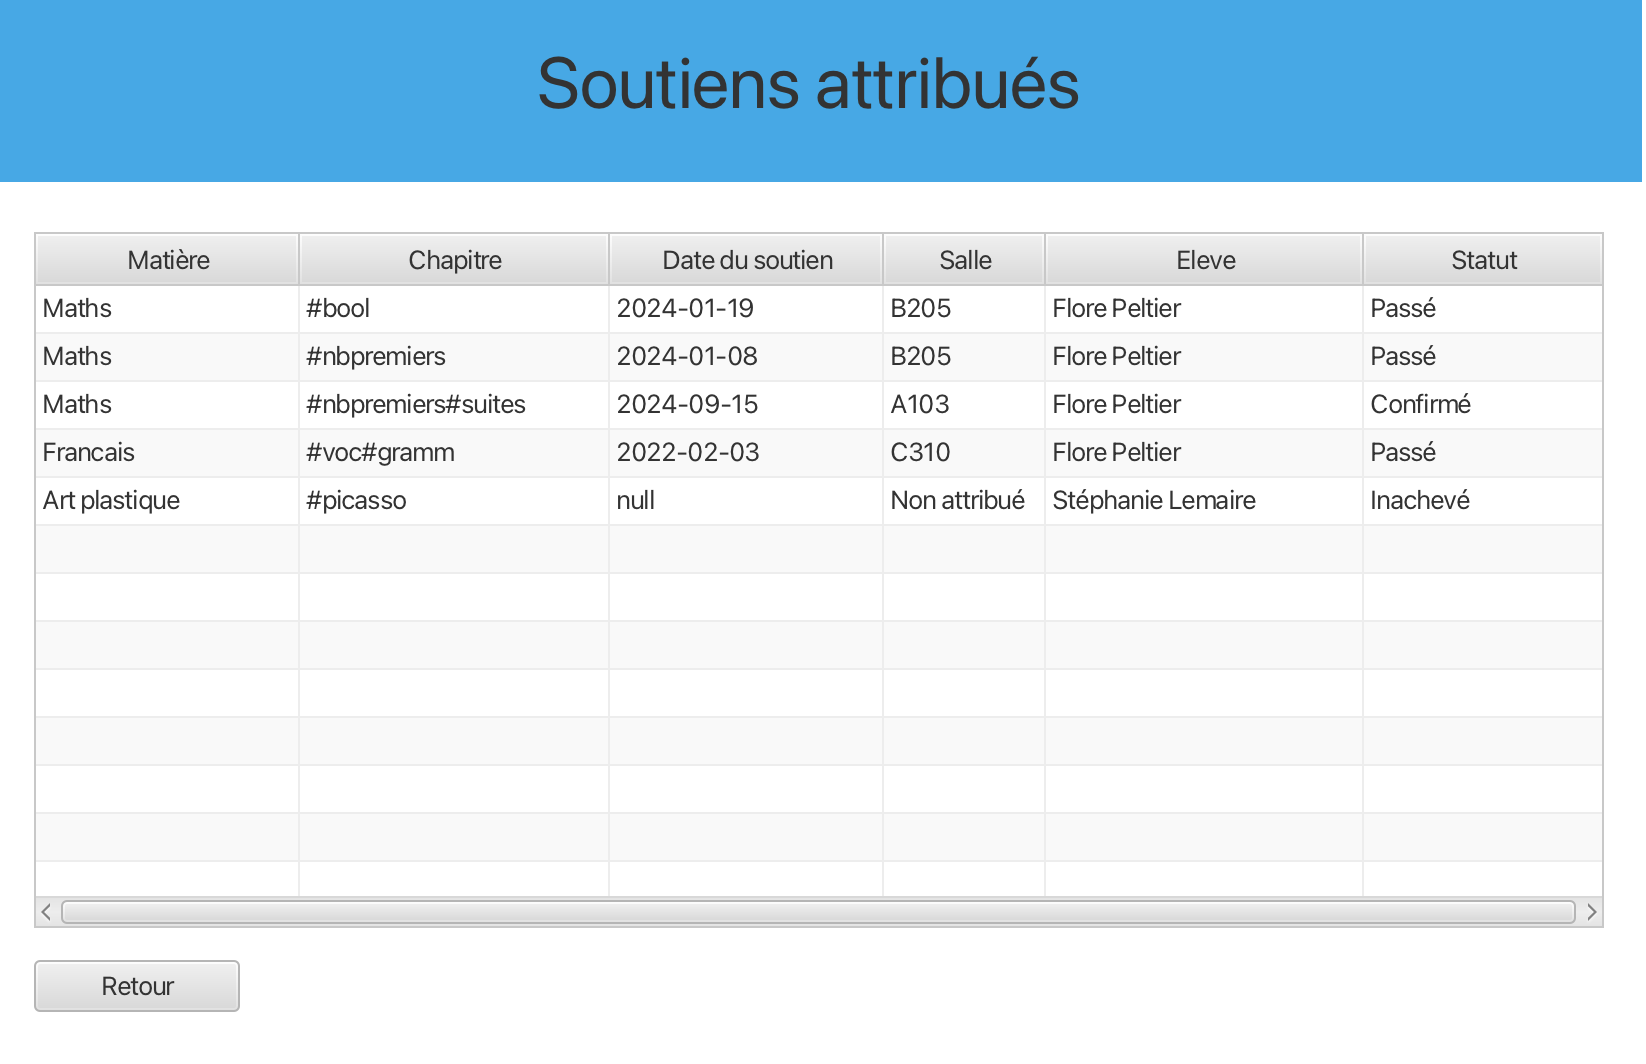 Soutiens attribués
Matière Chapitre Date du soutien Salle Eleve Statut
Maths #bool 2024-01-19 B205 Flore Peltier Passé
Maths #nbpremiers 2024-01-08 B205 Flore Peltier Passé
Maths #nbpremiers#suites 2024-09-15 A103 Flore Peltier Confirmé
Francais #voc#gramm 2022-02-03 C310 Flore Peltier Passé
Art plastique #picasso null Non attribué Stéphanie Lemaire Inachevé
Retour